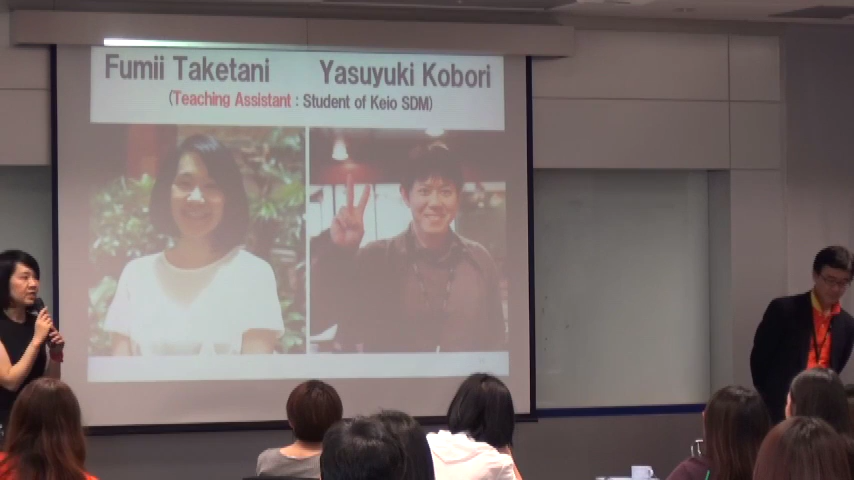 Fumii Taketani Yasuyuki Kobori
(Teaching Assistant : Student of Keio SDM)